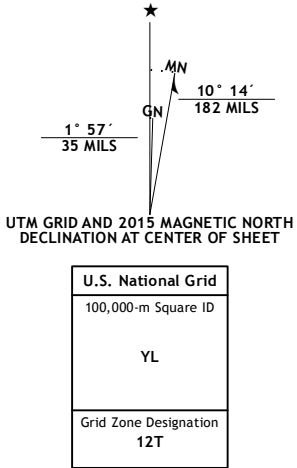 ★
MN
GN
10° 14´
182 MILS
1° 57´
35 MILS
UTM GRID AND 2015 MAGNETIC NORTH
DECLINATION AT CENTER OF SHEET
U.S. National Grid
100,000-m Square ID
YL
Grid Zone Designation
12T